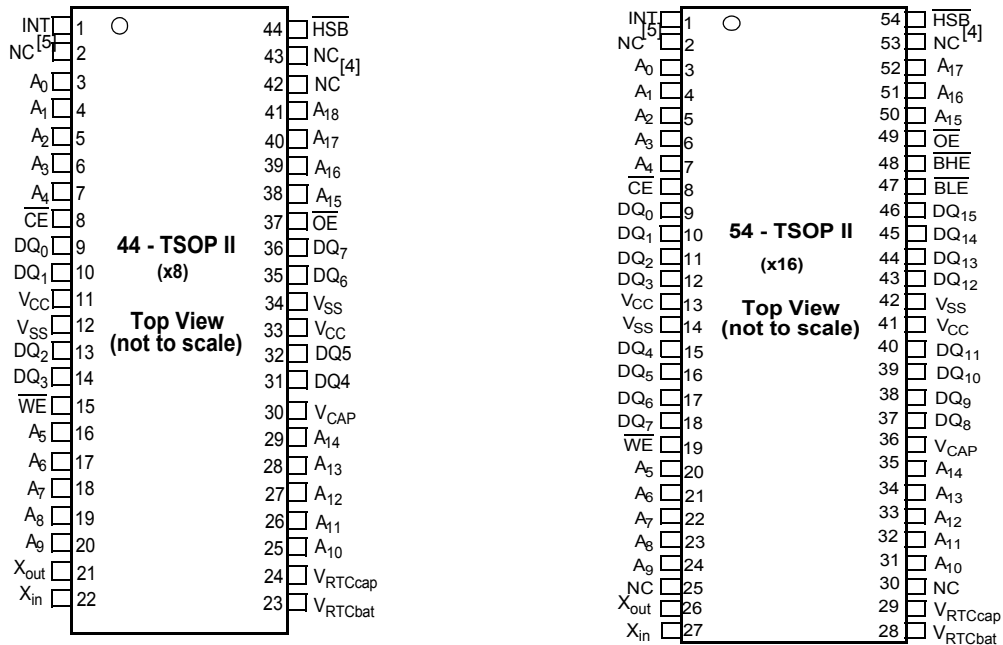 INT 1 44 HSB
NC [5] 2 43 NC [4]
A0 3 42 NC
A1 4 41 A18
A2 5 40 A17
A3 6 39 A16
A4 7 38 A15
CE 8 37 OE
DQ0 9 36 DQ7
DQ1 10 35 DQ6
VCC 11 34 VSS
VSS 12 33 VCC
DQ2 13 32 DQ5
DQ3 14 31 DQ4
WE 15 30 VCAP
A5 16 29 A14
A6 17 28 A13
A7 18 27 A12
A8 19 26 A11
A9 20 25 A10
Xout 21 24 VRTCcap
Xin 22 23 VRTCbat
44 - TSOP II
(x8)
Top View
(not to scale)
INT 1 54 HSB
NC [5] 2 53 NC [4]
A0 3 52 A17
A1 4 51 A16
A2 5 50 A15
A3 6 49 OE
A4 7 48 BHE
CE 8 47 BLE
DQ0 9 46 DQ15
DQ1 10 45 DQ14
DQ2 11 44 DQ13
DQ3 12 43 DQ12
VCC 13 42 VSS
VSS 14 41 VCC
DQ4 15 40 DQ11
DQ5 16 39 DQ10
DQ6 17 38 DQ9
DQ7 18 37 DQ8
WE 19 36 VCAP
A5 20 35 A14
A6 21 34 A13
A7 22 33 A12
A8 23 32 A11
A9 24 31 A10
NC 25 30 NC
Xout 26 29 VRTCcap
Xin 27 28 VRTCbat
54 - TSOP II
(x16)
Top View
(not to scale)